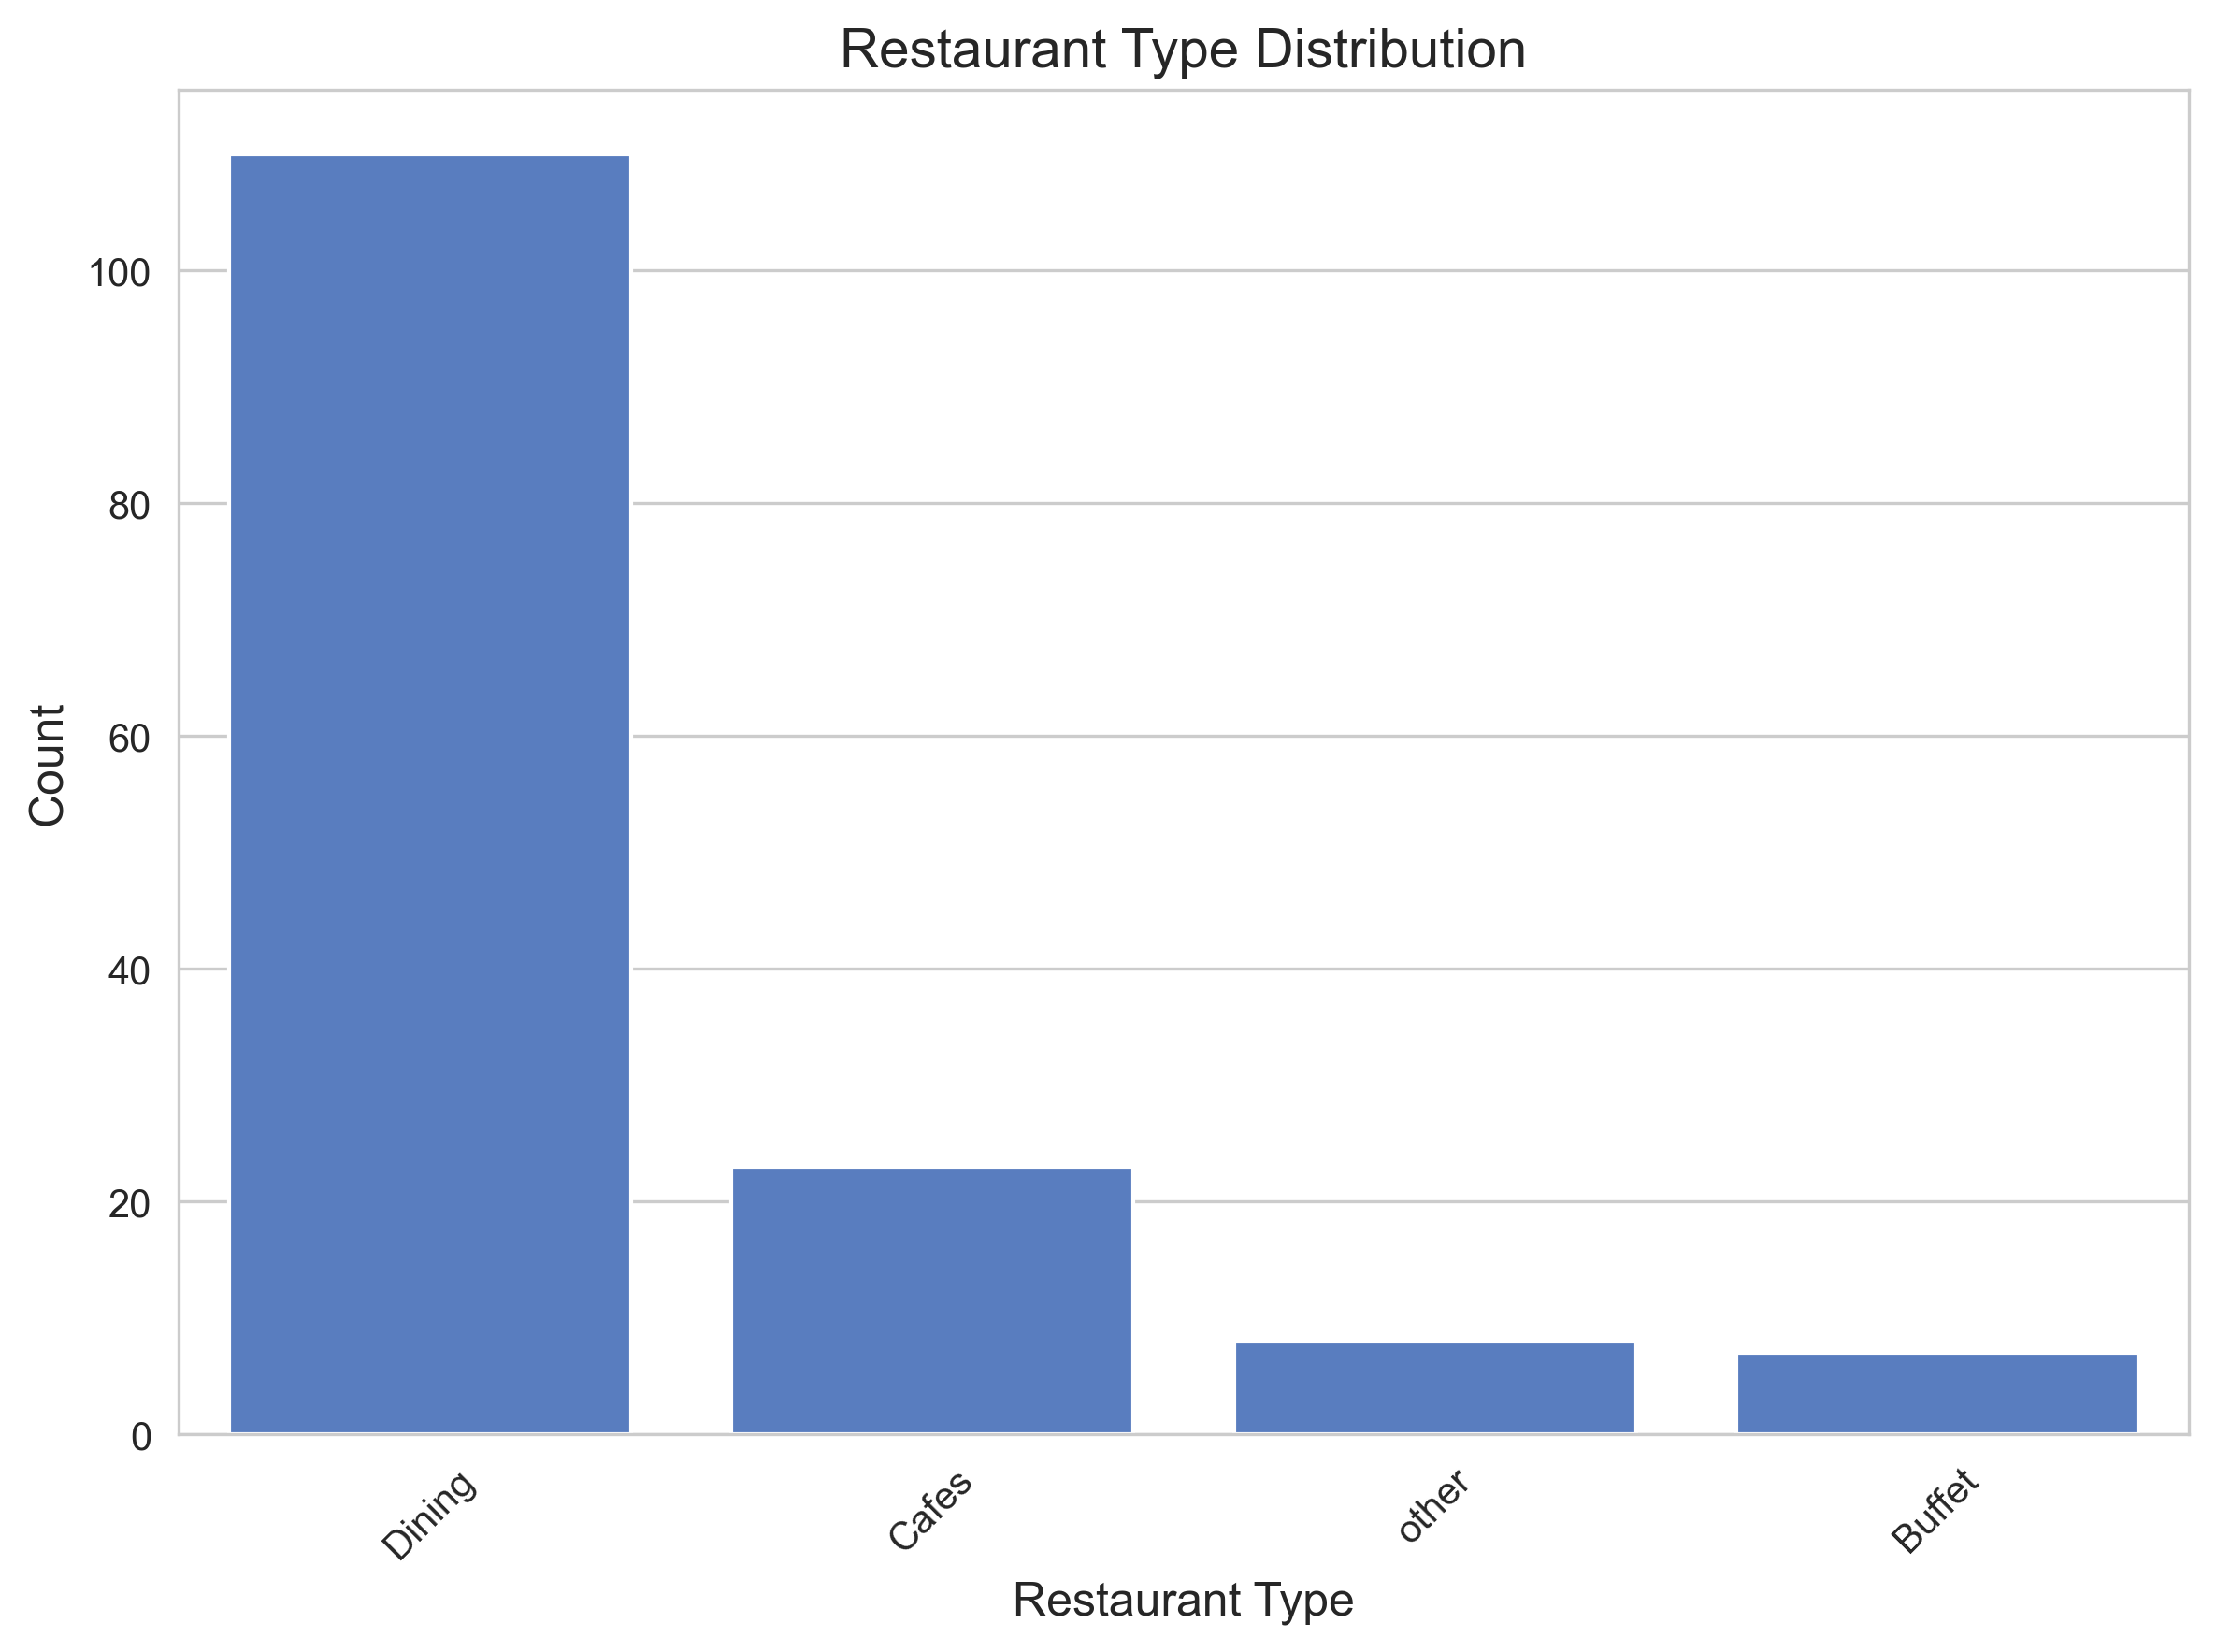 Restaurant Type Distribution
Count
100
80
60
40
20
0
Dining
Cafes
other
Buffet
Restaurant Type